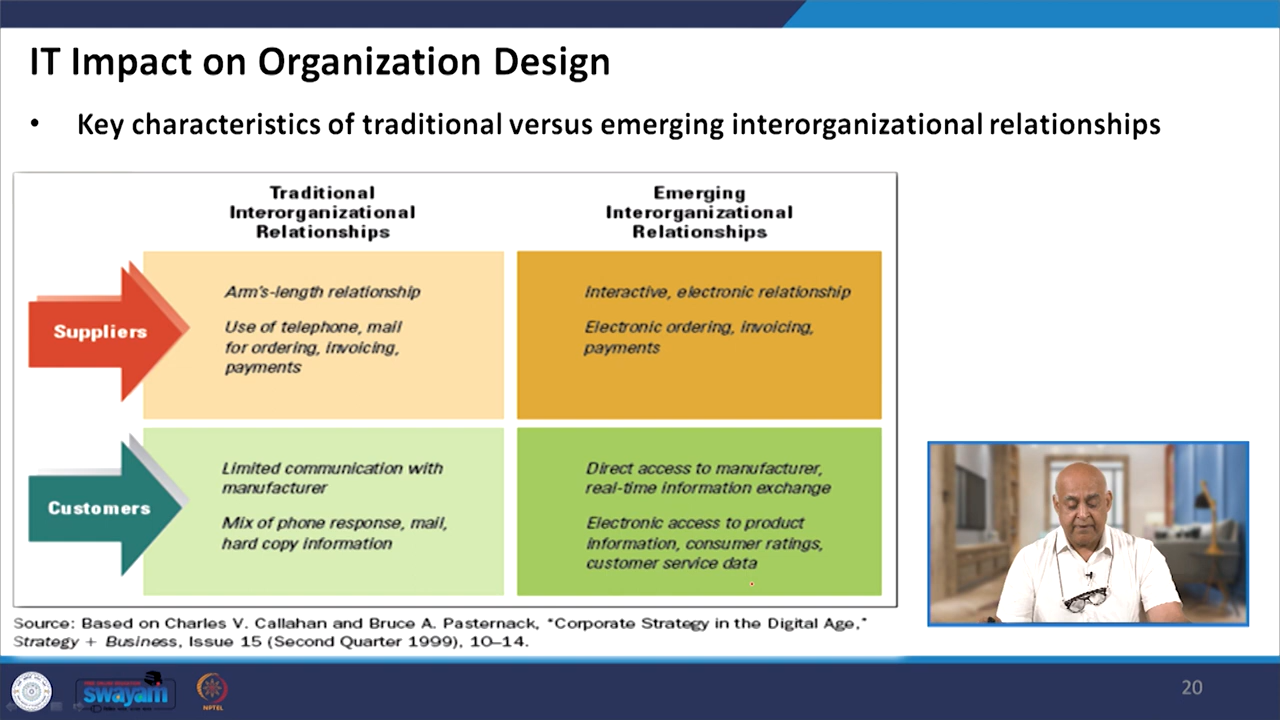 IT Impact on Organization Design
• Key characteristics of traditional versus emerging interorganizational relationships
Traditional
Interorganizational
Relationships
Emerging
Interorganizational
Relationships
Suppliers
Arm's-length relationship
Use of telephone, mail
for ordering, invoicing,
payments
Interactive, electronic relationship
Electronic ordering, invoicing,
payments
Customers
Limited communication with
manufacturer
Mix of phone response, mail,
hard copy information
Direct access to manufacturer,
real-time information exchange
Electronic access to product
information, consumer ratings,
customer service data
Source: Based on Charles V. Callahan and Bruce A. Pasternack, "Corporate Strategy in the Digital Age,"
Strategy + Business, Issue 15 (Second Quarter 1999), 10–14.
swayam
NPTEL
20